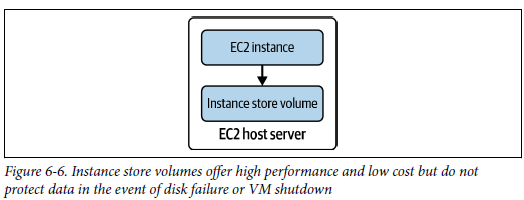 EC2 instance
Instance store volume
EC2 host server
Figure 6-6. Instance store volumes offer high performance and low cost but do not
protect data in the event of disk failure or VM shutdown